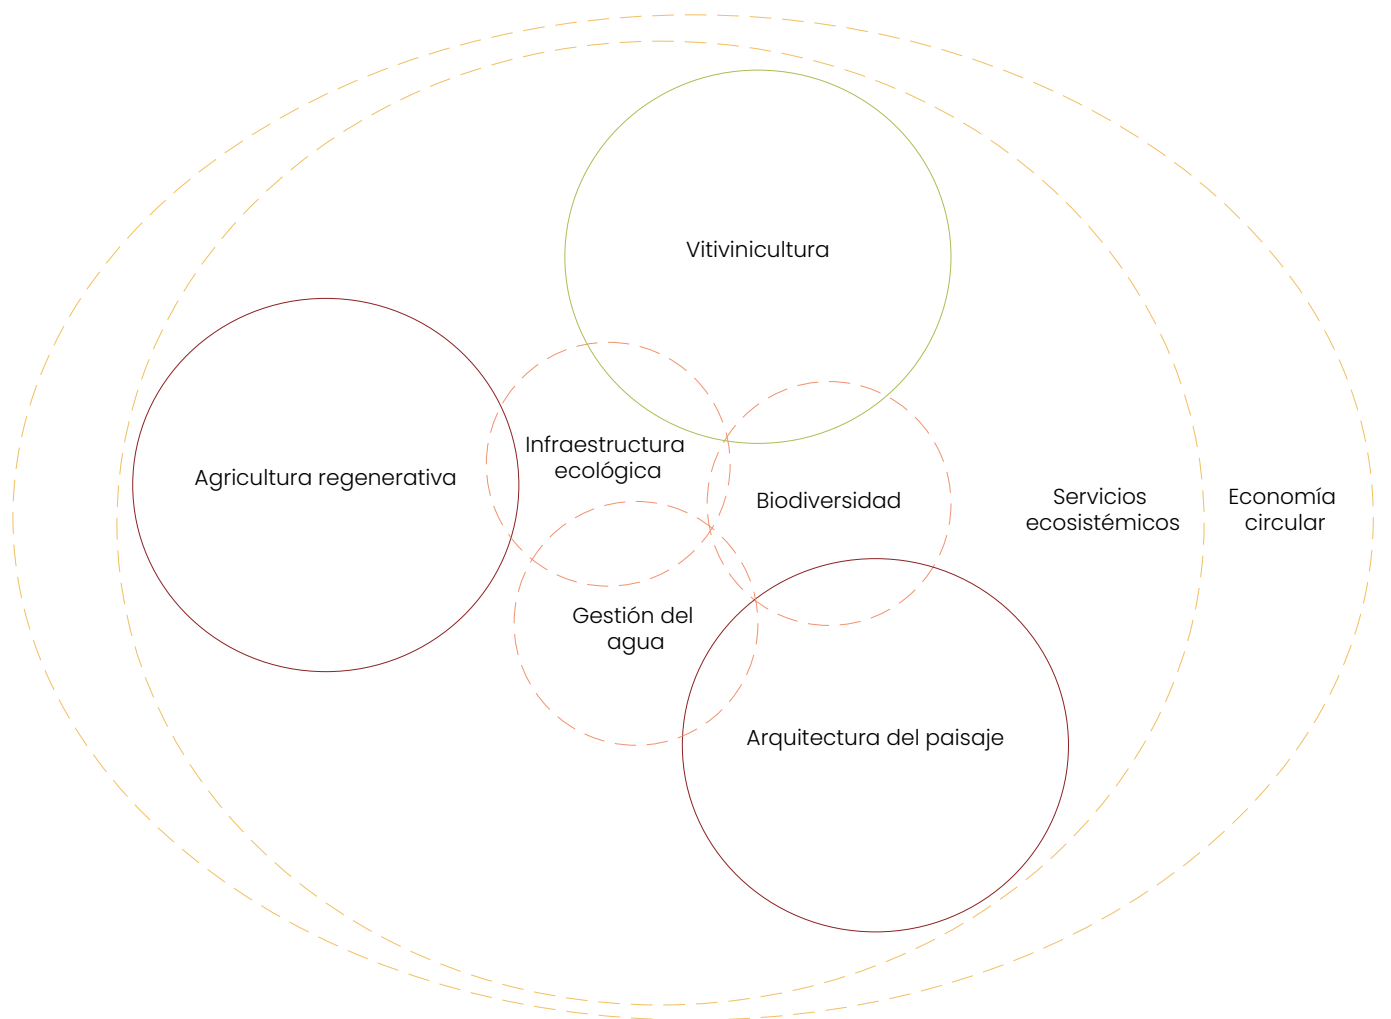 Vitivinicultura
Agricultura regenerativa
Infraestructura
ecológica
Biodiversidad
Servicios
ecosistémicos
Economía
circular
Gestión del
agua
Arquitectura del paisaje